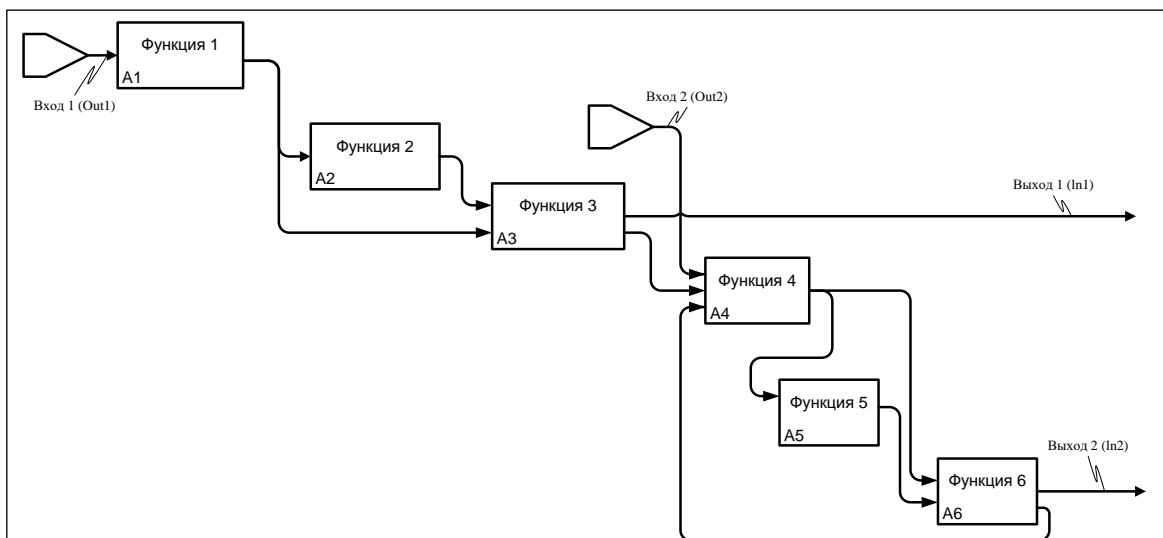 Функция 1
A1
Вход 1 (Out1)
Вход 2 (Out2)
Функция 2
A2
Выход 1 (In1)
Функция 3
A3
Функция 4
A4
Функция 5
A5
Выход 2 (In2)
Функция 6
A6